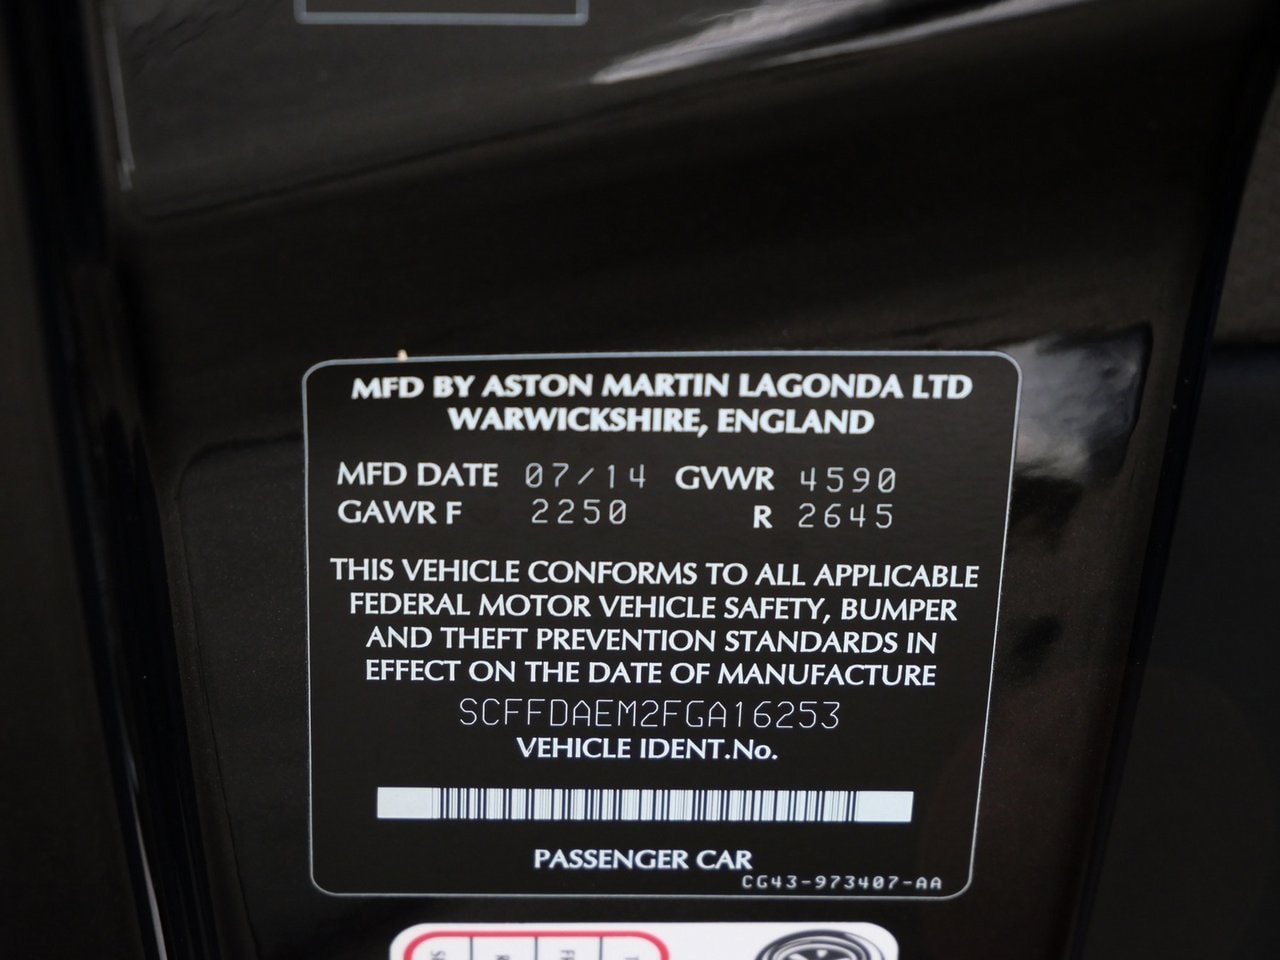 MFD BY ASTON MARTIN LAGONDA LTD
WARWICKSHIRE, ENGLAND
MFD DATE 07/14 GVWR 4590
GAWR F 2250 R 2645
THIS VEHICLE CONFORMS TO ALL APPLICABLE
FEDERAL MOTOR VEHICLE SAFETY, BUMPER
AND THEFT PREVENTION STANDARDS IN
EFFECT ON THE DATE OF MANUFACTURE
SCFFDAEM2FGA16253
VEHICLE IDENT.No.
PASSENGER CAR
CG43-973407-AA